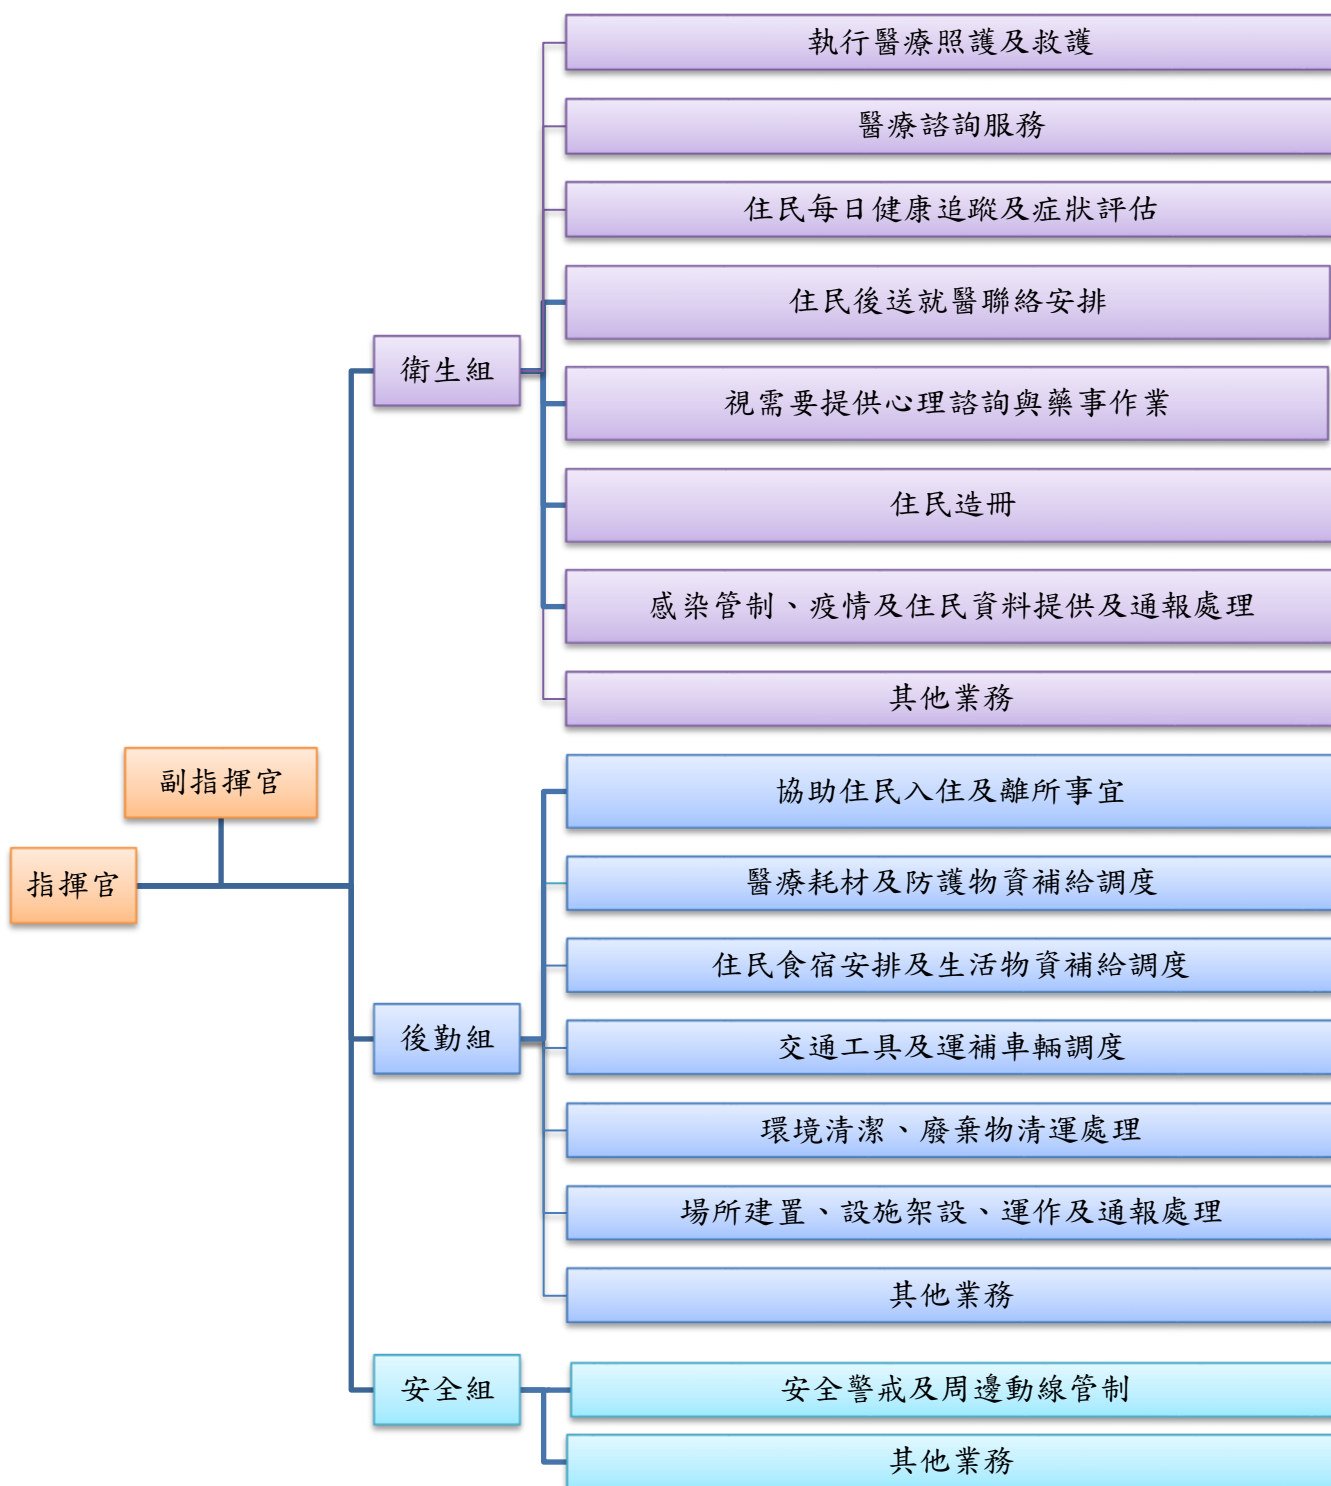 執行醫療照護及救護
醫療諮詢服務
住民每日健康追蹤及症狀評估
住民後送就醫聯絡安排
衛生組
視需要提供心理諮詢與藥事作業
住民造冊
感染管制、疫情及住民資料提供及通報處理
其他業務
副指揮官
指揮官
協助住民入住及離所事宜
醫療耗材及防護物資補給調度
住民食宿安排及生活物資補給調度
後勤組
交通工具及運補車輛調度
環境清潔、廢棄物清運處理
場所建置、設施架設、運作及通報處理
其他業務
安全組
安全警戒及周邊動線管制
其他業務